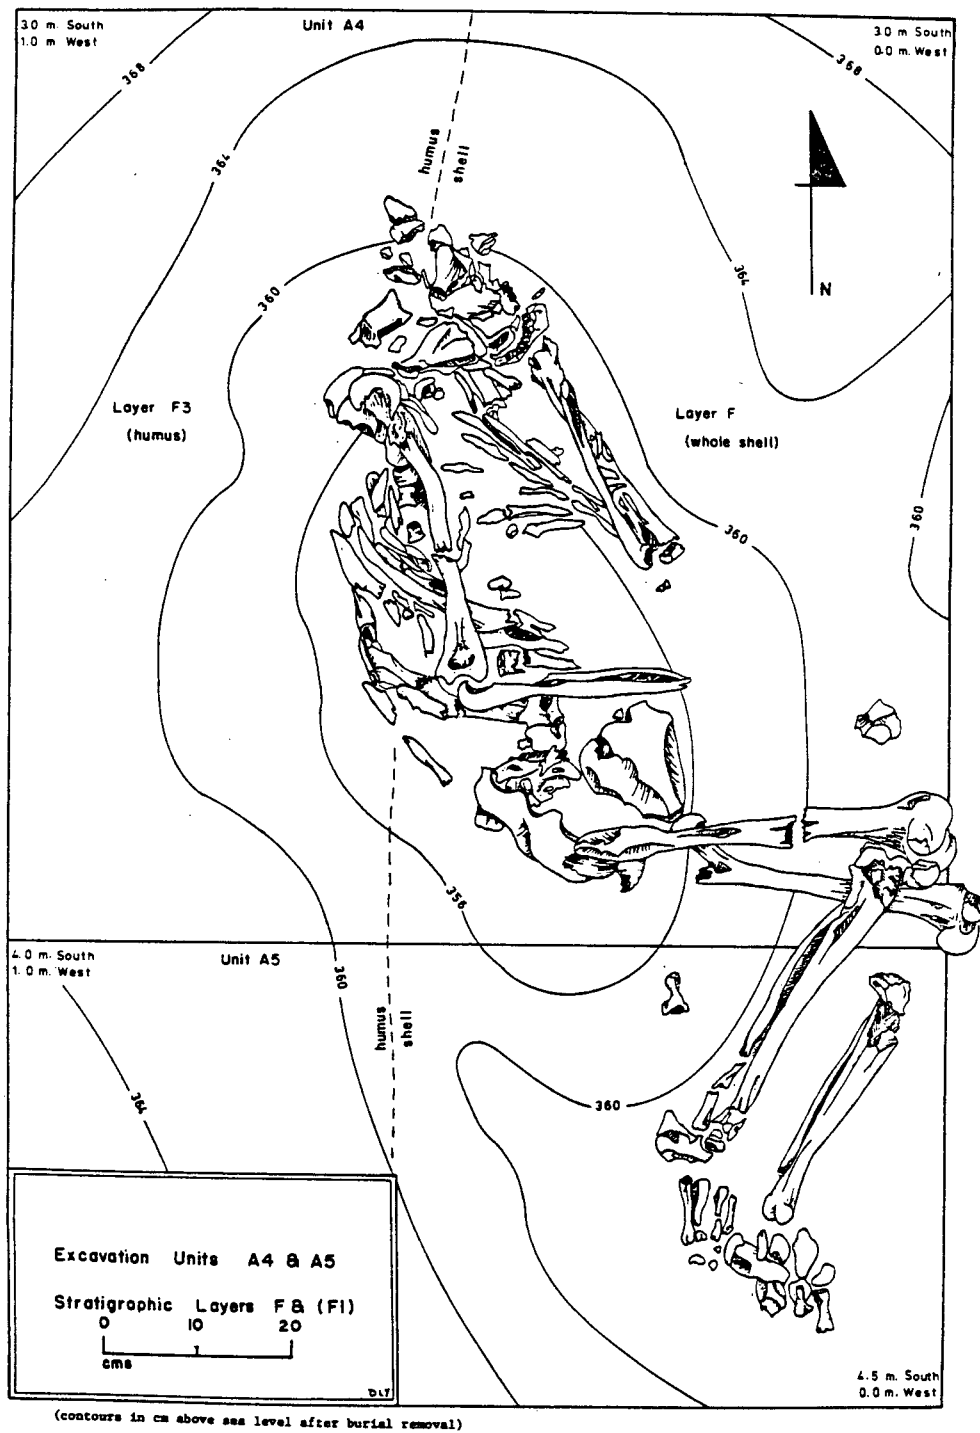 3.0 m. South
1.0 m West
Unit A4
3.0 m South
0.0 m. West
368
368
364
humus
shell
364
N
360
Layer F3
(humus)
Layer F
(whole shell)
360
360
356
4.0 m. South
1.0 m. West
Unit A5
360
humus
shell
364
360
Excavation Units A4 & A5
Stratigraphic Layers F & (F1)
0 10 20
cms
DLT
4.5 m. South
0.0 m. West
(contours in cm above sea level after burial removal)